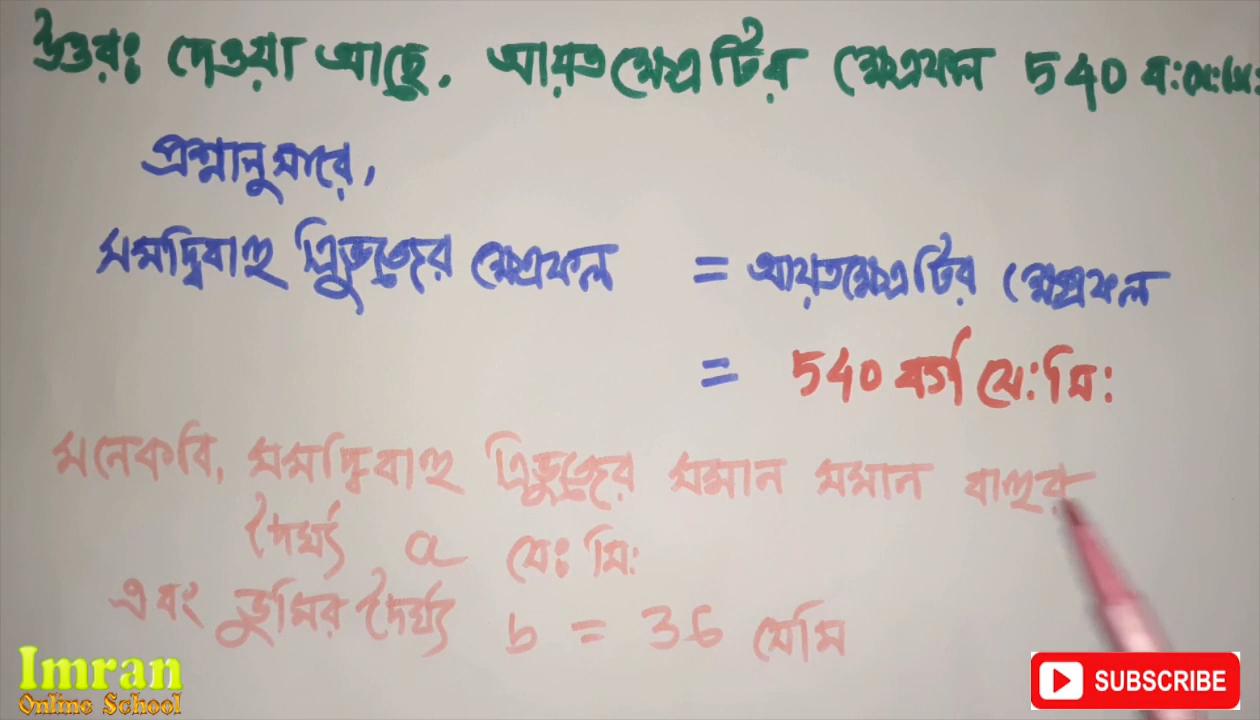 উত্তরঃ দেওয়া আছে, আয়তক্ষেত্রটির ক্ষেত্রফল 540 ব:সে:মি:
প্রশ্নানুসারে,
সমদ্বিবাহু ত্রিভুজের ক্ষেত্রফল = আয়তক্ষেত্রটির ক্ষেত্রফল
= 540 বর্গ সে:মি:
মনেকরি, সমদ্বিবাহু ত্রিভুজের সমান সমান বাহুর
দৈর্ঘ্য a সেঃ মি:
এবং ভুমির দৈর্ঘ্য b = 36 সেমি
Imran
Online School
SUBSCRIBE